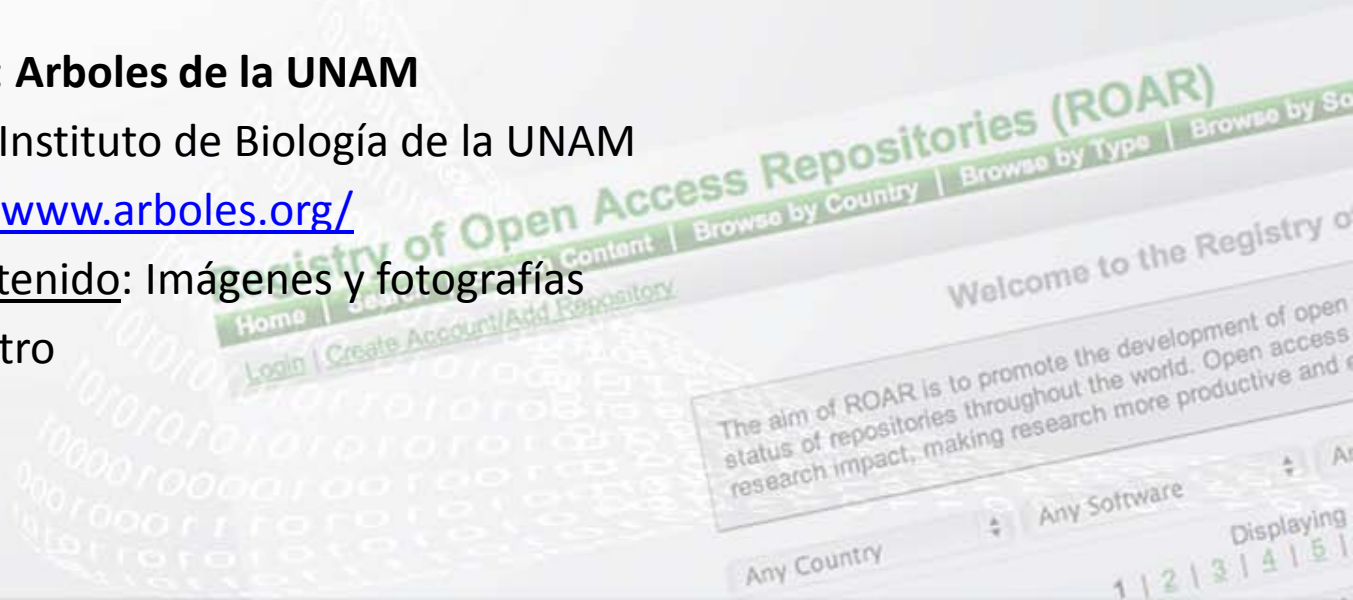 : Arboles de la UNAM
Instituto de Biología de la UNAM
www.arboles.org/
tenido: Imágenes y fotografías
tro
Registry of Open Access Repositories (ROAR)
Home | Content | Browse by Country | Browse by Type | Browse by So
Login | Create Account/Add Repository
Welcome to the Registry of
The aim of ROAR is to promote the development of open
status of repositories throughout the world. Open access
research impact, making research more productive and e
Any Country
Any Software
An
Displaying
1 | 2 | 3 | 4 | 5 |